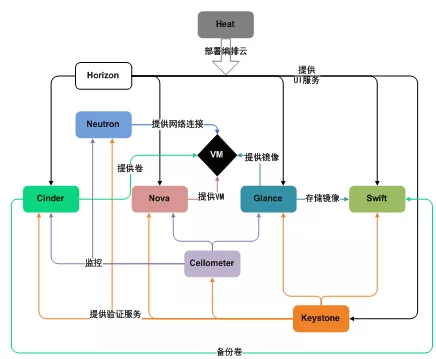 Heat
部署编排云
Horizon
提供
UI服务
Neutron
提供网络连接
VM
提供镜像
提供卷
Cinder
Nova
提供VM
Glance
存储镜像
Swift
监控
Ceilometer
提供验证服务
Keystone
备份卷